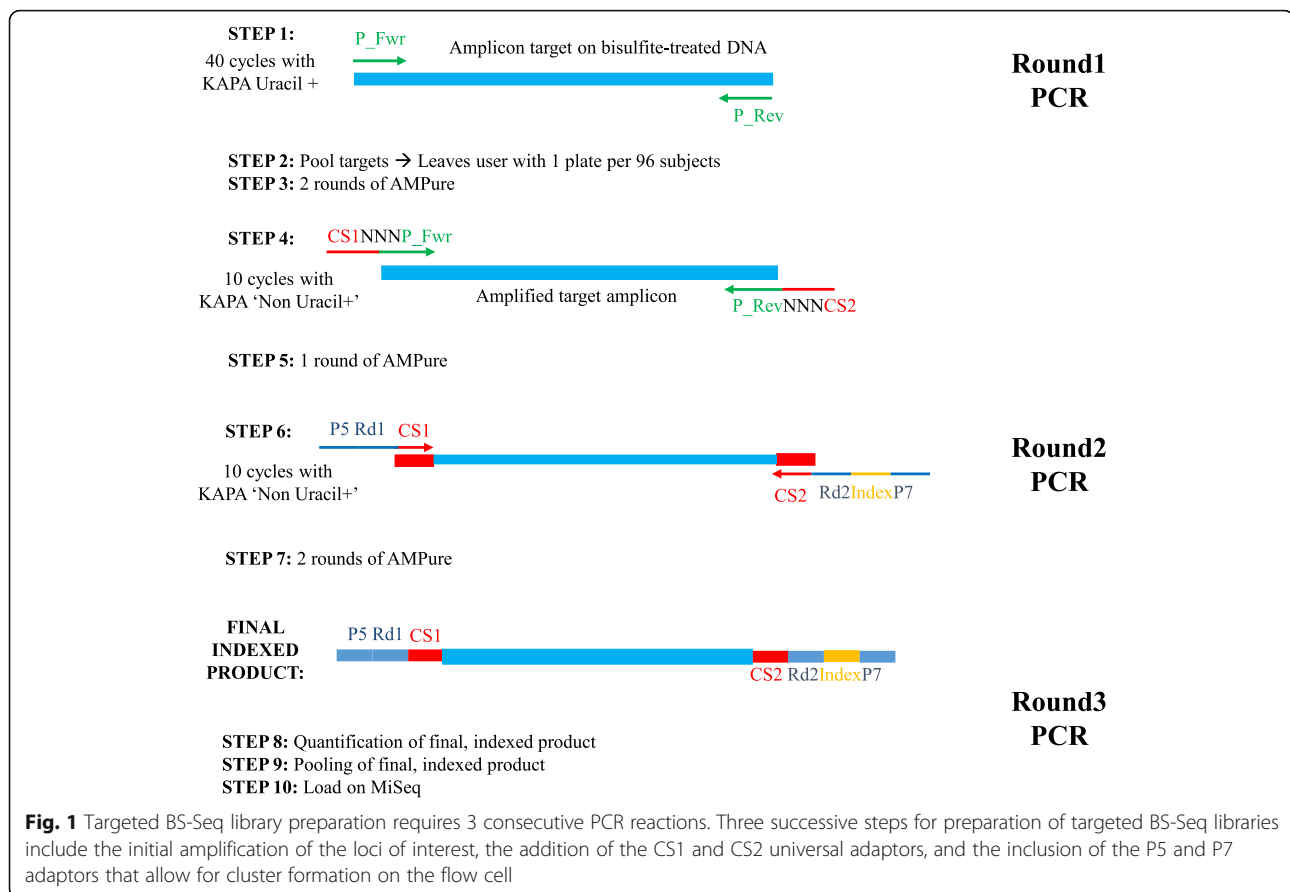 STEP 1:
40 cycles with
KAPA Uracil +
P_Fwr
Amplicon target on bisulfite-treated DNA
P_Rev
Round1
PCR
STEP 2: Pool targets → Leaves user with 1 plate per 96 subjects
STEP 3: 2 rounds of AMPure
STEP 4:
10 cycles with
KAPA ‘Non Uracil+’
CS1NNNP_Fwr
Amplified target amplicon
P_RevNNNCS2
STEP 5: 1 round of AMPure
STEP 6:
10 cycles with
KAPA ‘Non Uracil+’
P5 Rd1 CS1
CS2 Rd2IndexP7
Round2
PCR
STEP 7: 2 rounds of AMPure
FINAL
INDEXED
PRODUCT:
P5 Rd1 CS1
CS2 Rd2IndexP7
Round3
PCR
STEP 8: Quantification of final, indexed product
STEP 9: Pooling of final, indexed product
STEP 10: Load on MiSeq
Fig. 1 Targeted BS-Seq library preparation requires 3 consecutive PCR reactions. Three successive steps for preparation of targeted BS-Seq libraries
include the initial amplification of the loci of interest, the addition of the CS1 and CS2 universal adaptors, and the inclusion of the P5 and P7
adaptors that allow for cluster formation on the flow cell